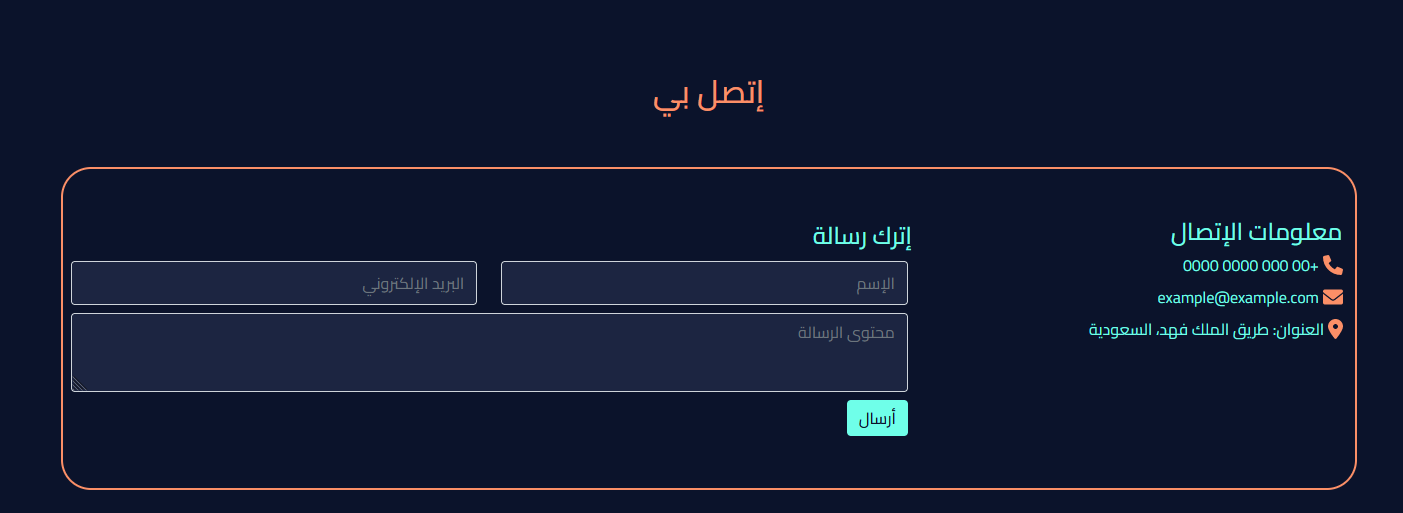 إتصل بي
معلومات الإتصال
+00 000 0000 0000
example@example.com
العنوان: طريق الملك فهد، السعودية
إترك رسالة
الإسم
البريد الإلكتروني
محتوى الرسالة
أرسال